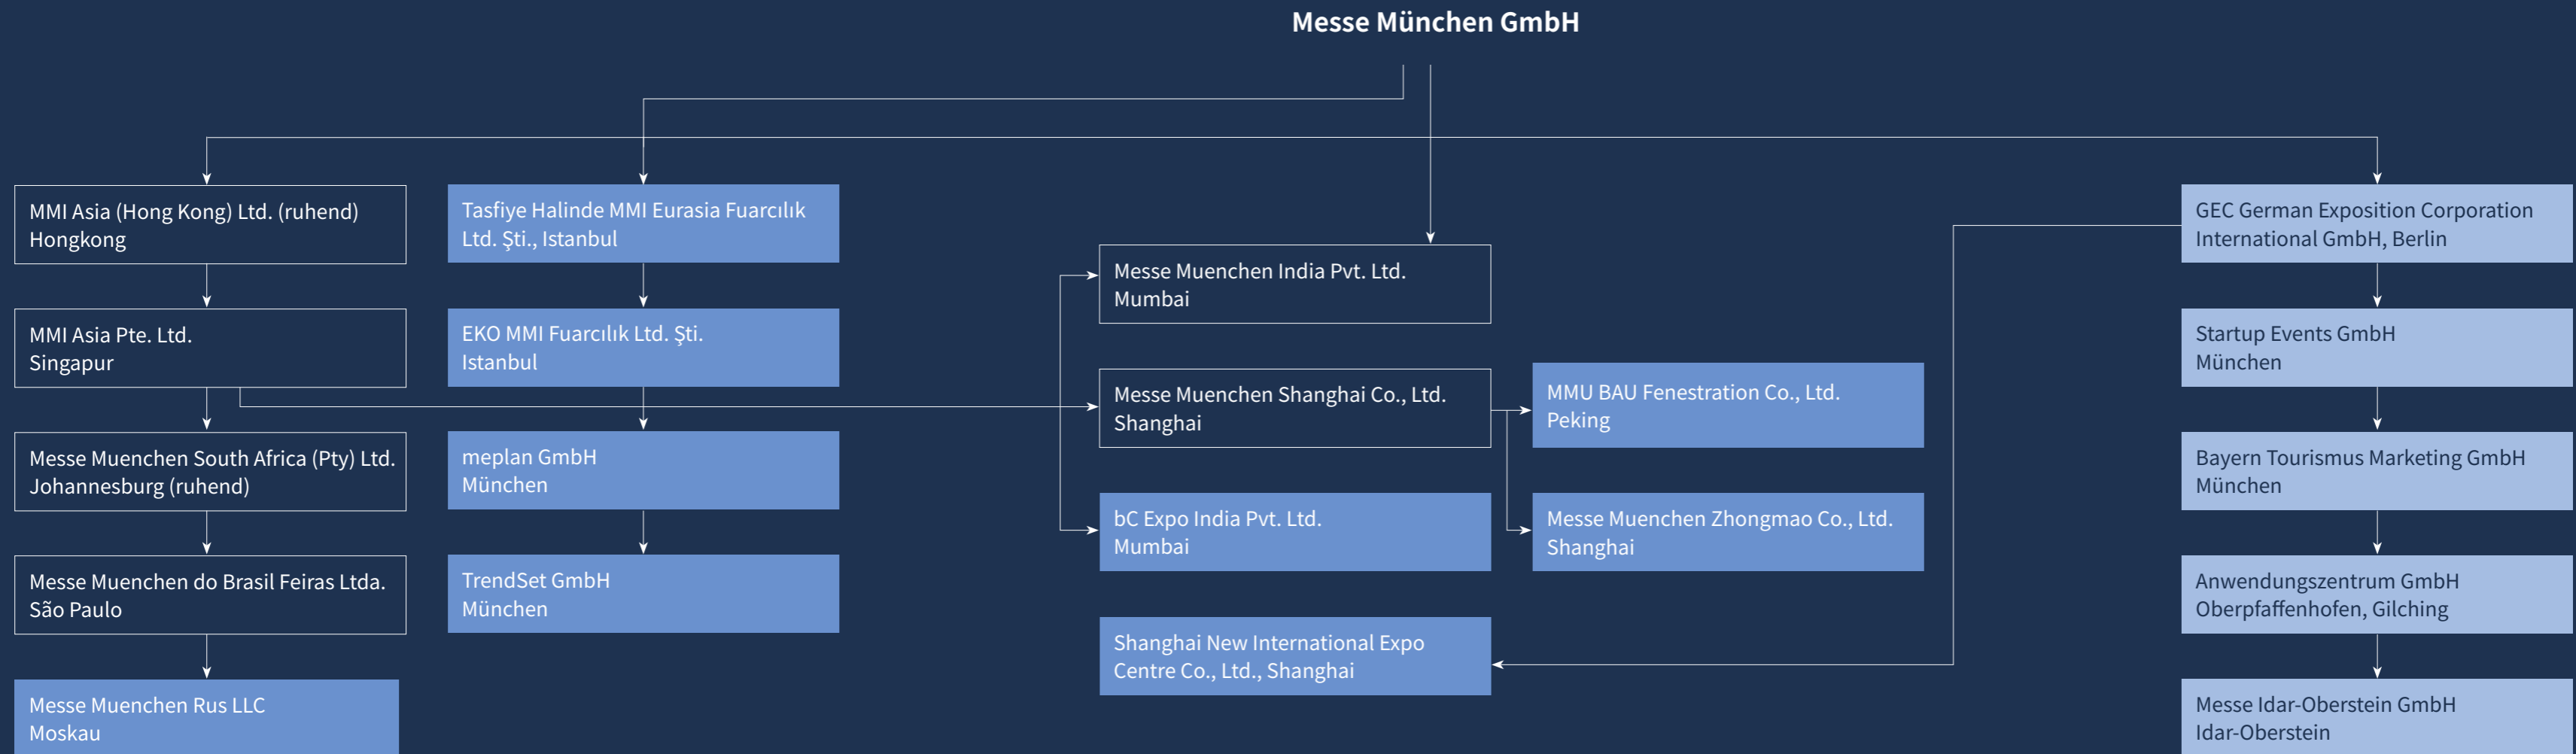 Messe München GmbH
MMI Asia (Hong Kong) Ltd. (ruhend)
Hongkong
MMI Asia Pte. Ltd.
Singapur
Messe Muenchen South Africa (Pty) Ltd.
Johannesburg (ruhend)
Messe Muenchen do Brasil Feiras Ltda.
São Paulo
Messe Muenchen Rus LLC
Moskau
Tasfiye Halinde MMI Eurasia Fuarcılık
Ltd. Şti., Istanbul
EKO MMI Fuarcılık Ltd. Şti.
Istanbul
meplan GmbH
München
TrendSet GmbH
München
Messe Muenchen India Pvt. Ltd.
Mumbai
Messe Muenchen Shanghai Co., Ltd.
Shanghai
bC Expo India Pvt. Ltd.
Mumbai
Shanghai New International Expo
Centre Co., Ltd., Shanghai
MMU BAU Fenestration Co., Ltd.
Peking
Messe Muenchen Zhongmao Co., Ltd.
Shanghai
GEC German Exposition Corporation
International GmbH, Berlin
Startup Events GmbH
München
Bayern Tourismus Marketing GmbH
München
Anwendungszentrum GmbH
Oberpfaffenhofen, Gilching
Messe Idar-Oberstein GmbH
Idar-Oberstein